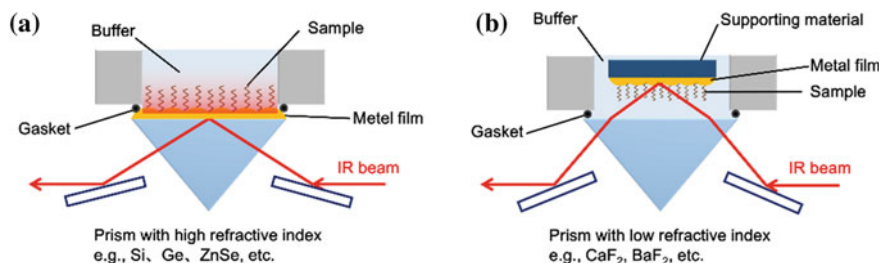 (a)
Buffer
Sample
Gasket
Metel film
IR beam
Prism with high refractive index
e.g., Si、Ge、ZnSe, etc.
(b)
Buffer
Supporting material
Metal film
Sample
Gasket
IR beam
Prism with low refractive index
e.g., CaF₂, BaF₂, etc.